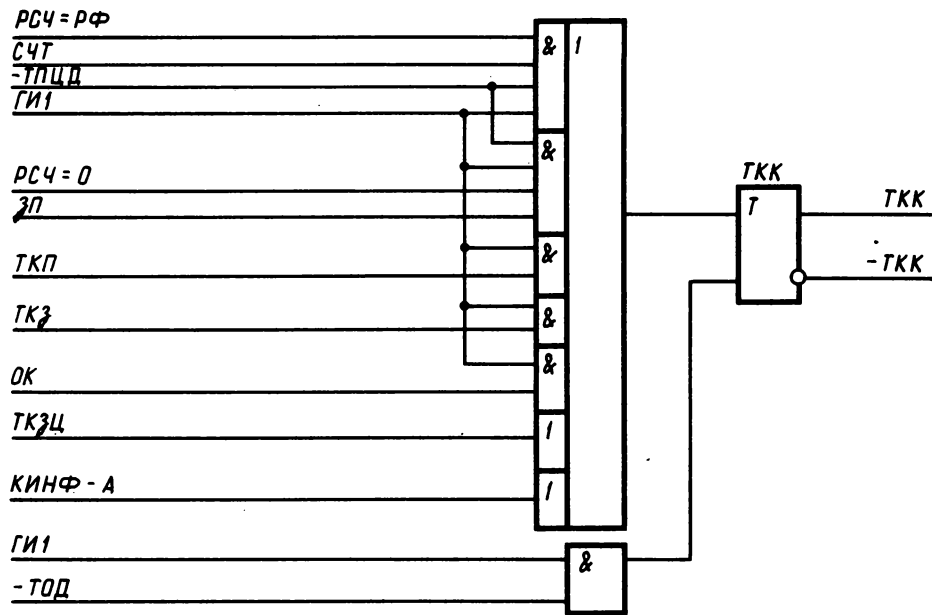 РСЧ=РФ
СЧТ
-ТПЦД
ГИ1
& 1
&
РСЧ=0
ЗП
ТКК
Т
ТКК
-ТКК
&
ТКП
&
ТКЗ
&
ОК
ТКЗЦ
1
КИНФ-А
1
ГИ1
&
-ТОД